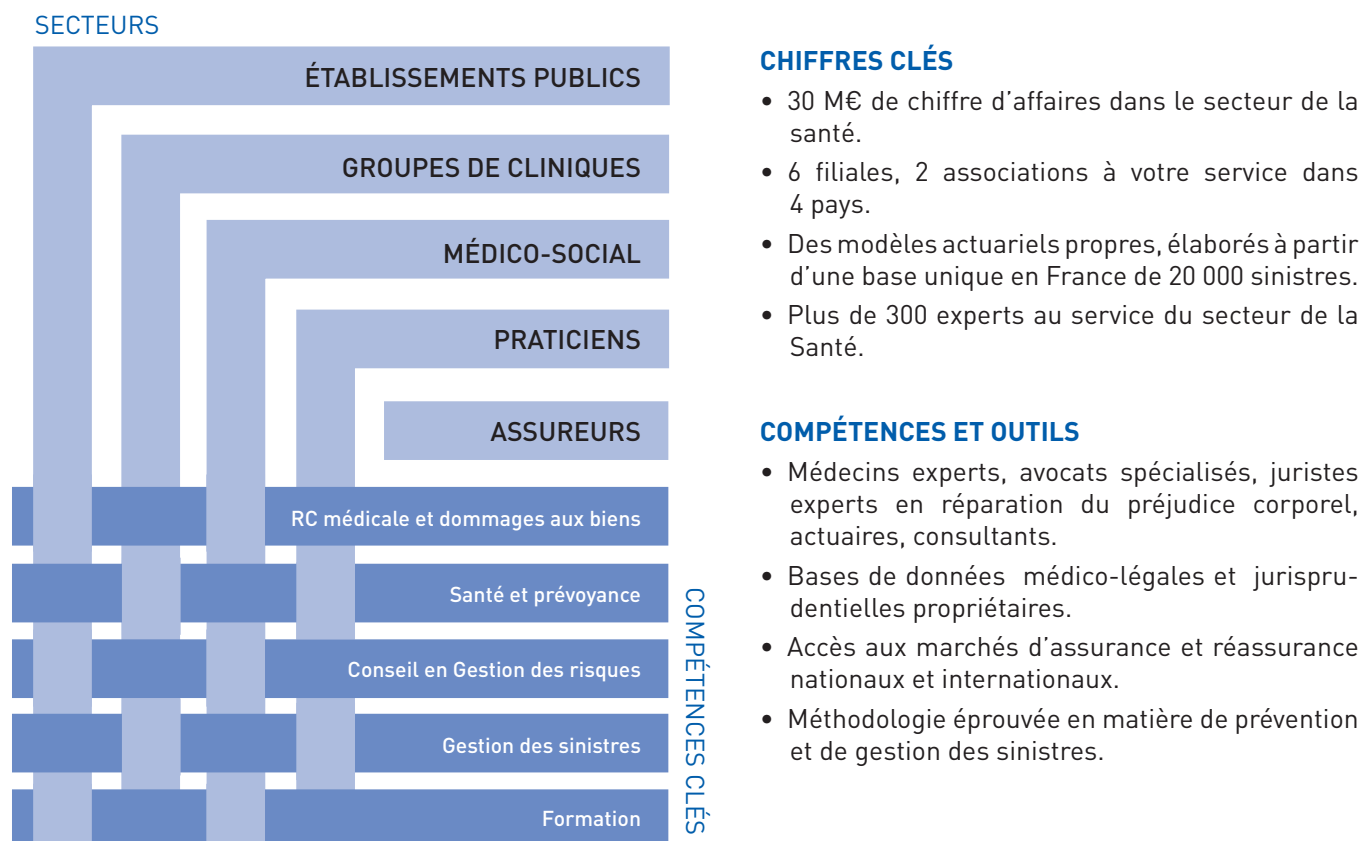 SECTEURS
ÉTABLISSEMENTS PUBLICS
GROUPES DE CLINIQUES
MÉDICO-SOCIAL
PRATICIENS
ASSUREURS
RC médicale et dommages aux biens
Santé et prévoyance
Conseil en Gestion des risques
Gestion des sinistres
Formation
COMPÉTENCES CLÉS
CHIFFRES CLÉS
• 30 M€ de chiffre d'affaires dans le secteur de la
santé.
• 6 filiales, 2 associations à votre service dans
4 pays.
• Des modèles actuariels propres, élaborés à partir
d'une base unique en France de 20 000 sinistres.
• Plus de 300 experts au service du secteur de la
Santé.
COMPÉTENCES ET OUTILS
• Médecins experts, avocats spécialisés, juristes
experts en réparation du préjudice corporel,
actuaires, consultants.
• Bases de données médico-légales et jurispru-
dentielles propriétaires.
• Accès aux marchés d'assurance et réassurance
nationaux et internationaux.
• Méthodologie éprouvée en matière de prévention
et de gestion des sinistres.